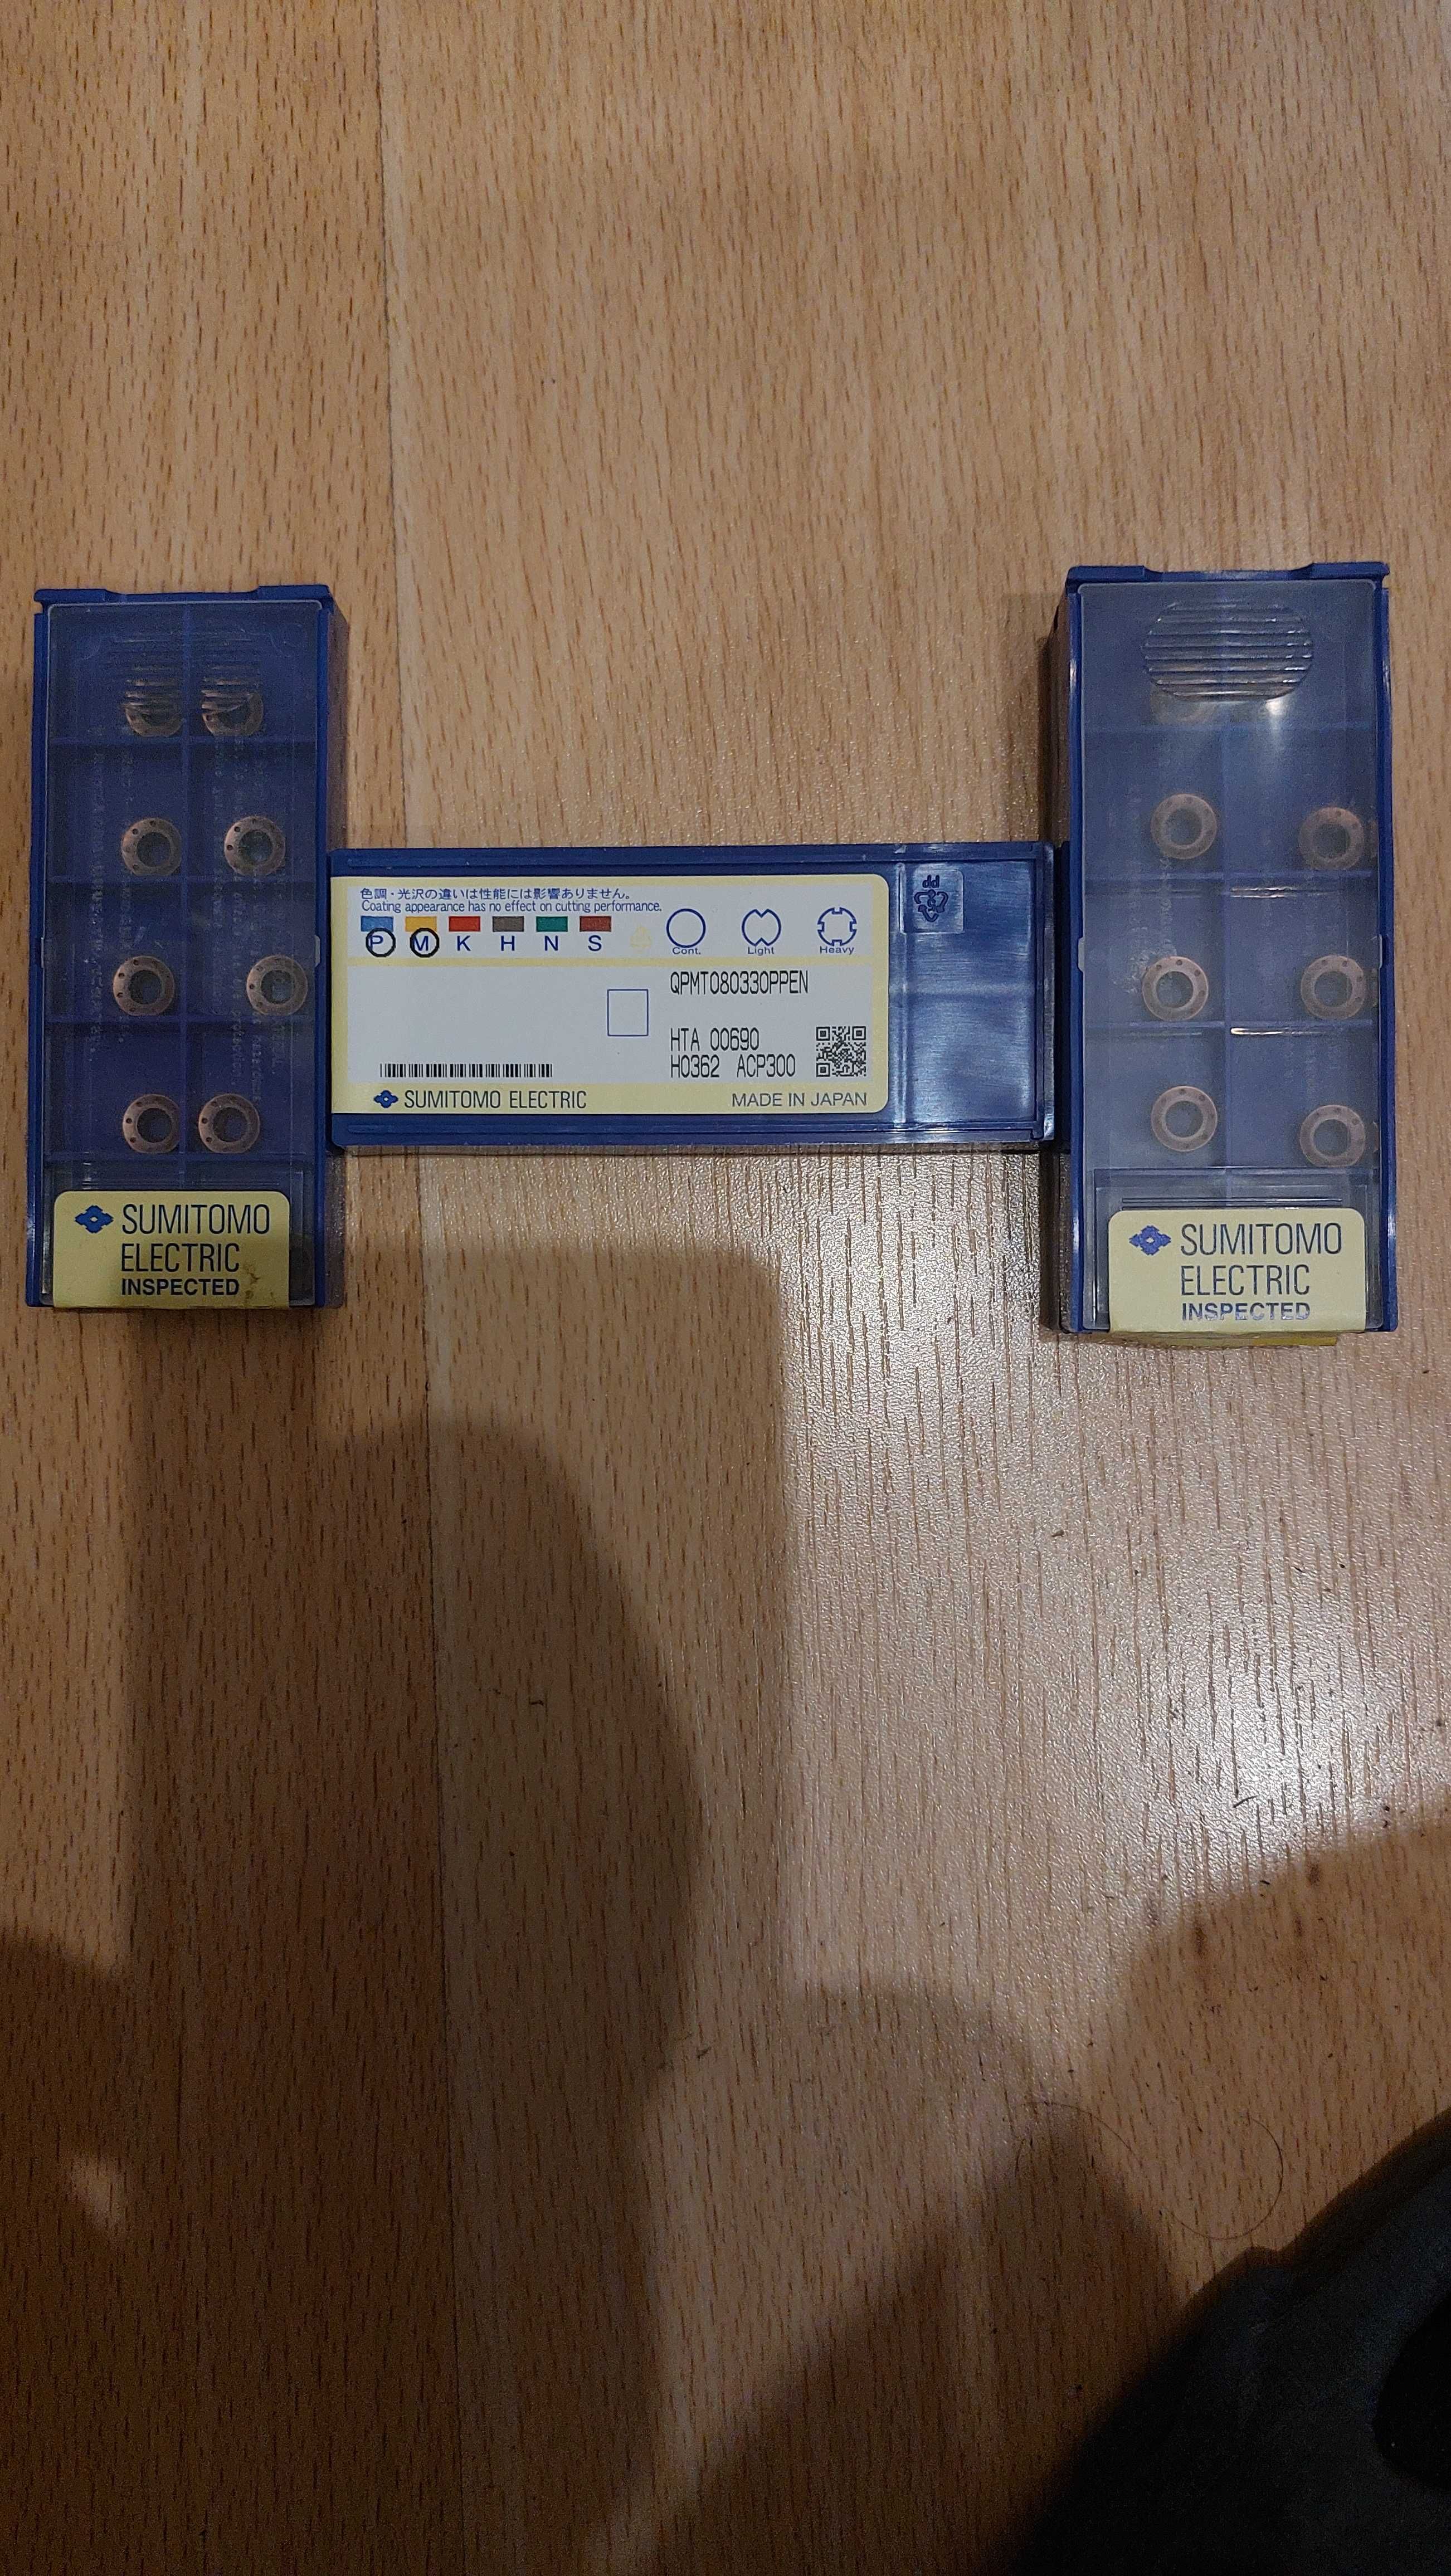 SUMITOMO
ELECTRIC
INSPECTED
色調・光沢の違いは性能には影響ありません。
Coating appearance has no effect on cutting performance.
P M K H N S
Cont. Light Heavy
QPMT080330PPEN
HTA 00690
H0362 ACP300
SUMITOMO ELECTRIC MADE IN JAPAN
PP
SUMITOMO
ELECTRIC
INSPECTED